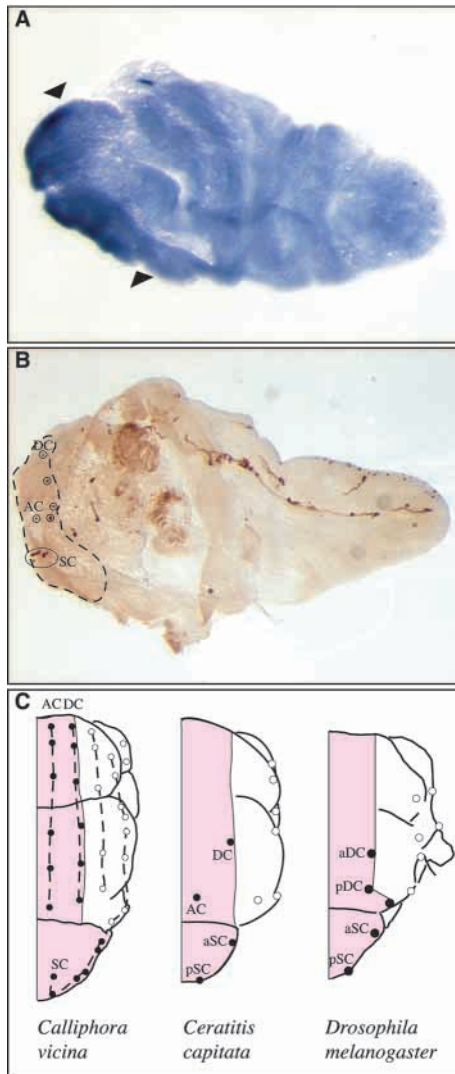 A
B
DC
AC
SC
C
AC DC
SC
DC
AC
aSC
pSC
aDC
pDC
aSC
pSC
Calliphora vicina
Ceratitis capitata
Drosophila melanogaster